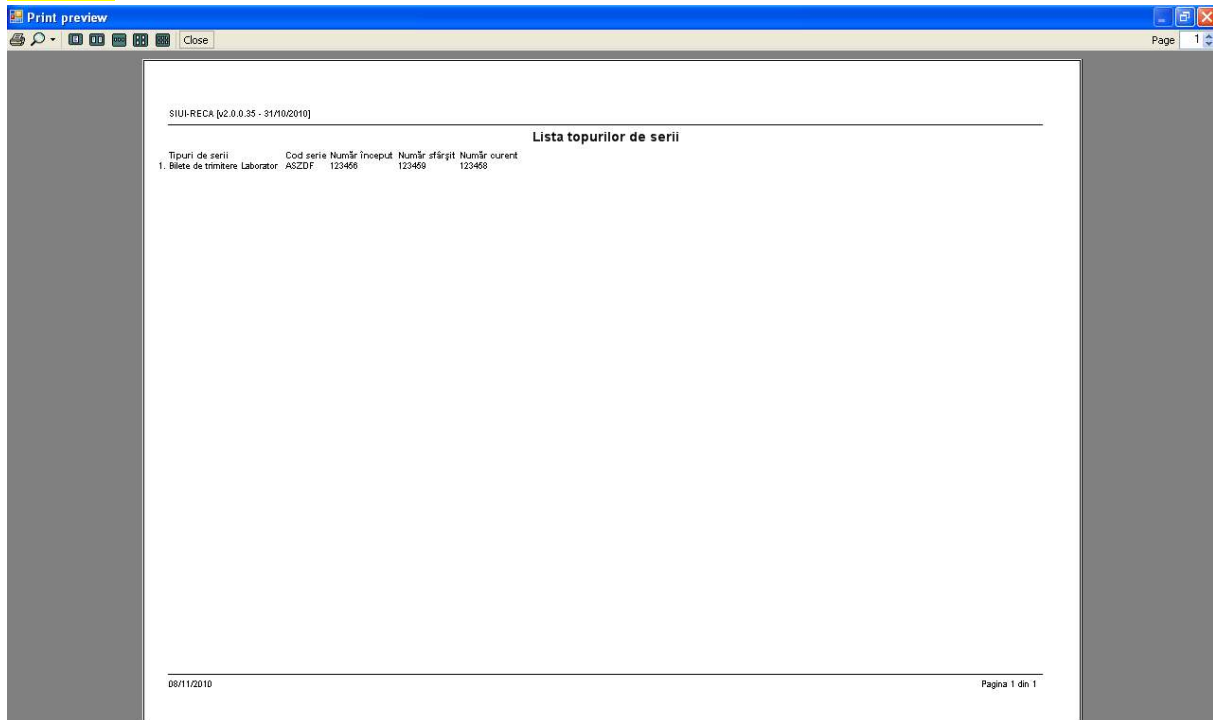 Print preview
Close
Page 1
SIUI-RECA [v2.0.0.35 - 31/10/2010]
Lista topurilor de serii
Tipuri de serii Cod serie Număr început Număr sfârşit Număr curent
1. Bilete de trimitere Laborator ASZDF 123456 123459 123458
08/11/2010 Pagina 1 din 1